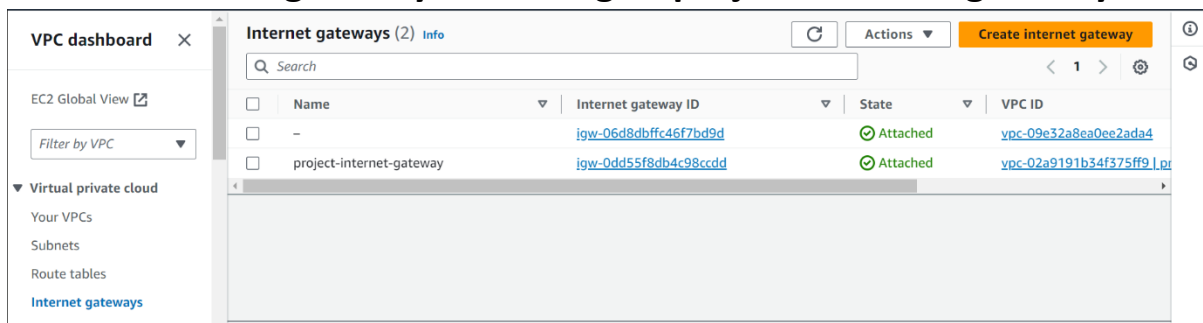 VPC dashboard
EC2 Global View
Filter by VPC
Virtual private cloud
Your VPCs
Subnets
Route tables
Internet gateways
Internet gateways (2) Info
Actions
Create internet gateway
Search
1
Name Internet gateway ID State VPC ID
– igw-06d8dbffc46f7bd9d Attached vpc-09e32a8ea0ee2ada4
project-internet-gateway igw-0dd55f8db4c98ccdd Attached vpc-02a9191b34f375ff9 | pr